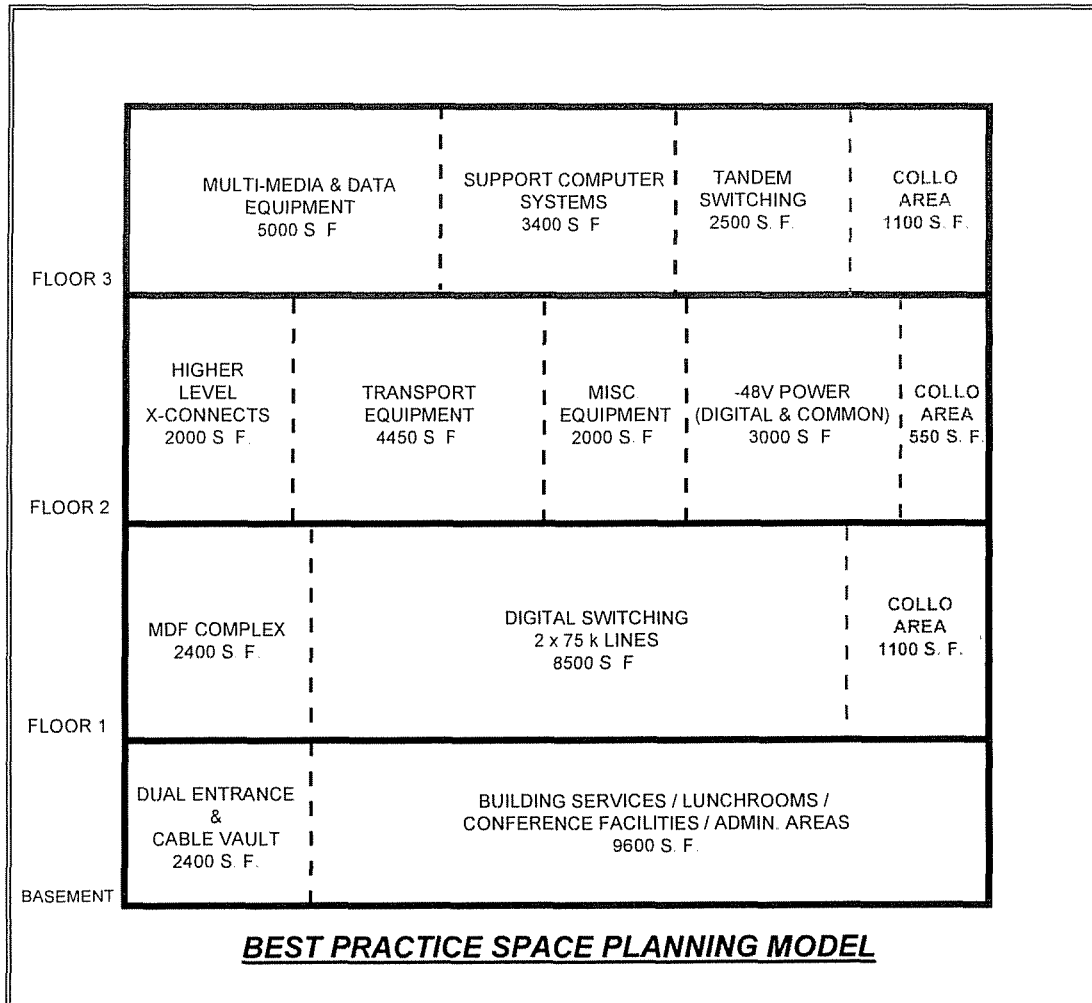 MULTI-MEDIA & DATA
EQUIPMENT
5000 S F
SUPPORT COMPUTER
SYSTEMS
3400 S F
TANDEM
SWITCHING
2500 S. F.
COLLO
AREA
1100 S. F.
FLOOR 3
HIGHER
LEVEL
X-CONNECTS
2000 S F.
TRANSPORT
EQUIPMENT
4450 S F
MISC
EQUIPMENT
2000 S. F.
-48V POWER
(DIGITAL & COMMON)
3000 S F
COLLO
AREA
550 S. F.
FLOOR 2
MDF COMPLEX
2400 S. F.
DIGITAL SWITCHING
2 x 75 k LINES
8500 S F
COLLO
AREA
1100 S. F.
FLOOR 1
DUAL ENTRANCE
&
CABLE VAULT
2400 S. F.
BUILDING SERVICES / LUNCHROOMS /
CONFERENCE FACILITIES / ADMIN. AREAS
9600 S. F.
BASEMENT
BEST PRACTICE SPACE PLANNING MODEL